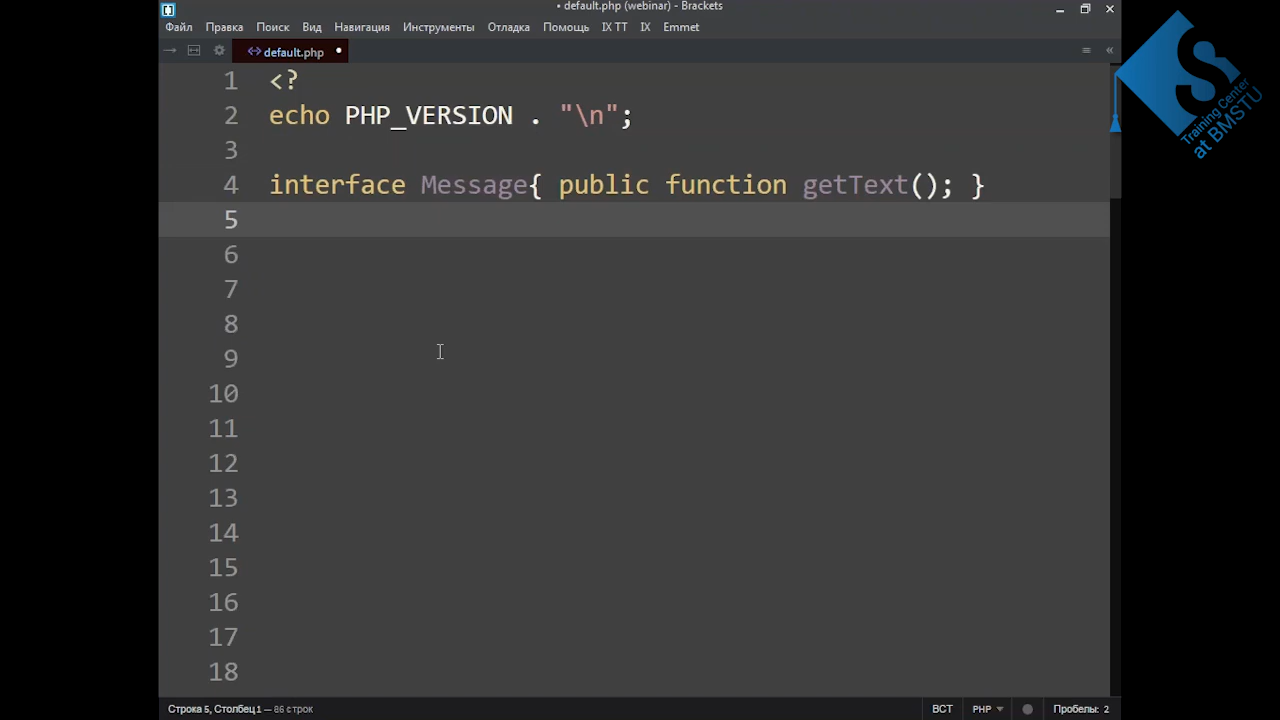 • default.php (webinar) - Brackets
Файл Правка Поиск Вид Навигация Инструменты Отладка Помощь IX TT IX Emmet
default.php •
1 <?
2 echo PHP_VERSION . "\n";
3
4 interface Message{ public function getText(); }
5
6
7
8
9
10
11
12
13
14
15
16
17
18
Строка 5, Столбец 1 — 86 строк ВСТ PHP Пробелы: 2
Training Center
at BMSTU